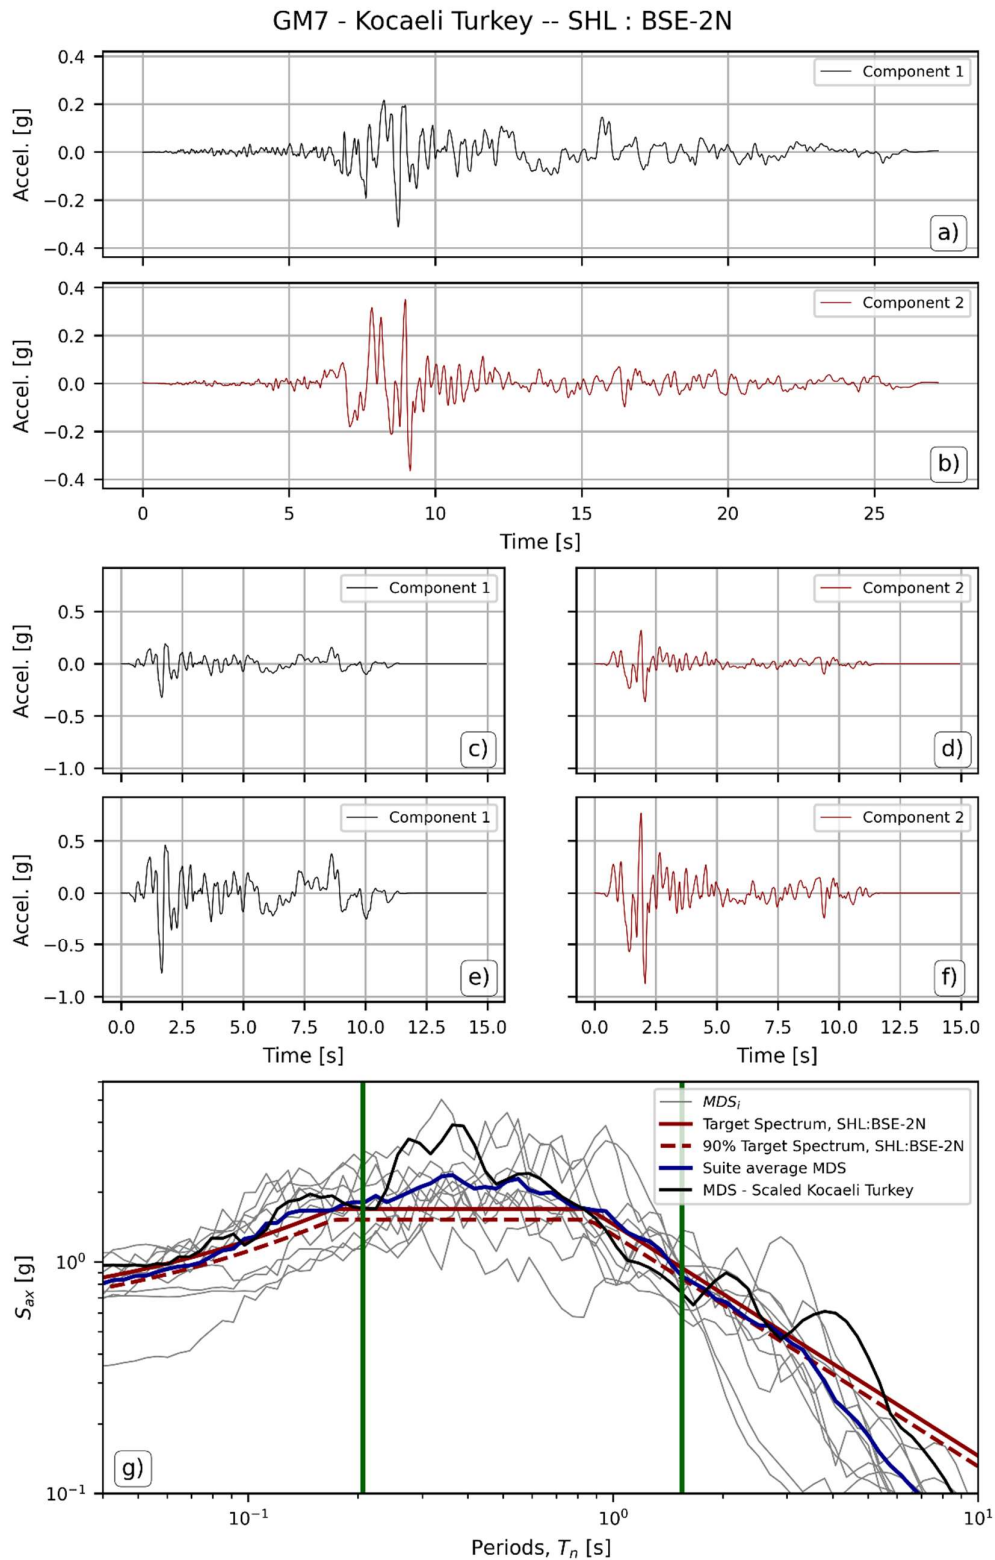 GM7 - Kocaeli Turkey -- SHL : BSE-2N
Component 1
Accel. [g]
0.4
0.2
0.0
−0.2
−0.4
a)
Component 2
Accel. [g]
0.4
0.2
0.0
−0.2
−0.4
b)
0 5 10 15 20 25
Time [s]
Component 1
Accel. [g]
0.5
0.0
−0.5
−1.0
c)
Component 2
d)
Component 1
Accel. [g]
0.5
0.0
−0.5
−1.0
e)
0.0 2.5 5.0 7.5 10.0 12.5 15.0
Time [s]
Component 2
f)
0.0 2.5 5.0 7.5 10.0 12.5 15.0
Time [s]
MDS_i
Target Spectrum, SHL:BSE-2N
90% Target Spectrum, SHL:BSE-2N
Suite average MDS
MDS - Scaled Kocaeli Turkey
S_ax [g]
10^0
10^−1
g)
10^−1 10^0 10^1
Periods, T_n [s]